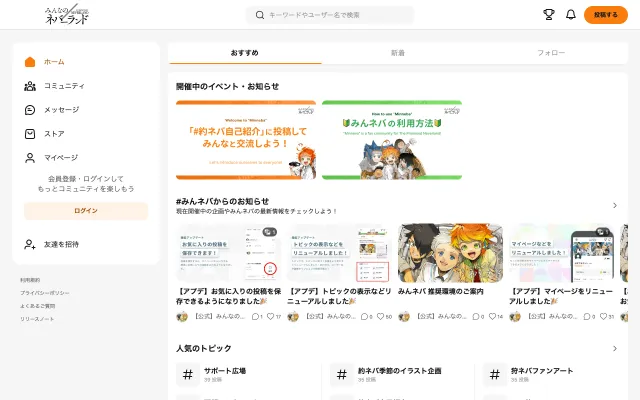 みんなの
ネバーランド
キーワードやユーザー名で検索
投稿する
ホーム
コミュニティ
メッセージ
ストア
マイページ
会員登録・ログインして
もっとコミュニティを楽しもう
ログイン
友達を招待
利用規約
プライバシーポリシー
よくあるご質問
リリースノート
おすすめ
新着
フォロー
開催中のイベント・お知らせ
Welcome to "Minneba"
「#約ネバ自己紹介」に投稿して
みんなと交流しよう！
How to use "Minneba"
みんネバの利用方法
#みんネバからのお知らせ
現在開催中の企画やみんネバの最新情報をチェックしよう！
お気に入りの投稿を
保存できます！
トピックの表示などを
リニューアルしました
マイページなどを
リニューアルしました！
【アプデ】お気に入りの投稿を保
存できるようになりました🎉
【公式】みんなの... 1 17
【アプデ】トピックの表示などリ
ニューアルしました🎉
【公式】みんなの... 0 50
みんネバ 推奨環境のご案内
【公式】みんなの... 0 14
【アプデ】マイページをリニュー
アルしました🎉
【公式】みんなの... 0 31
人気のトピック
# サポート広場
39 投稿
# 約ネバ季節のイラスト企画
39 投稿
# 狩ネバファンアート
39 投稿